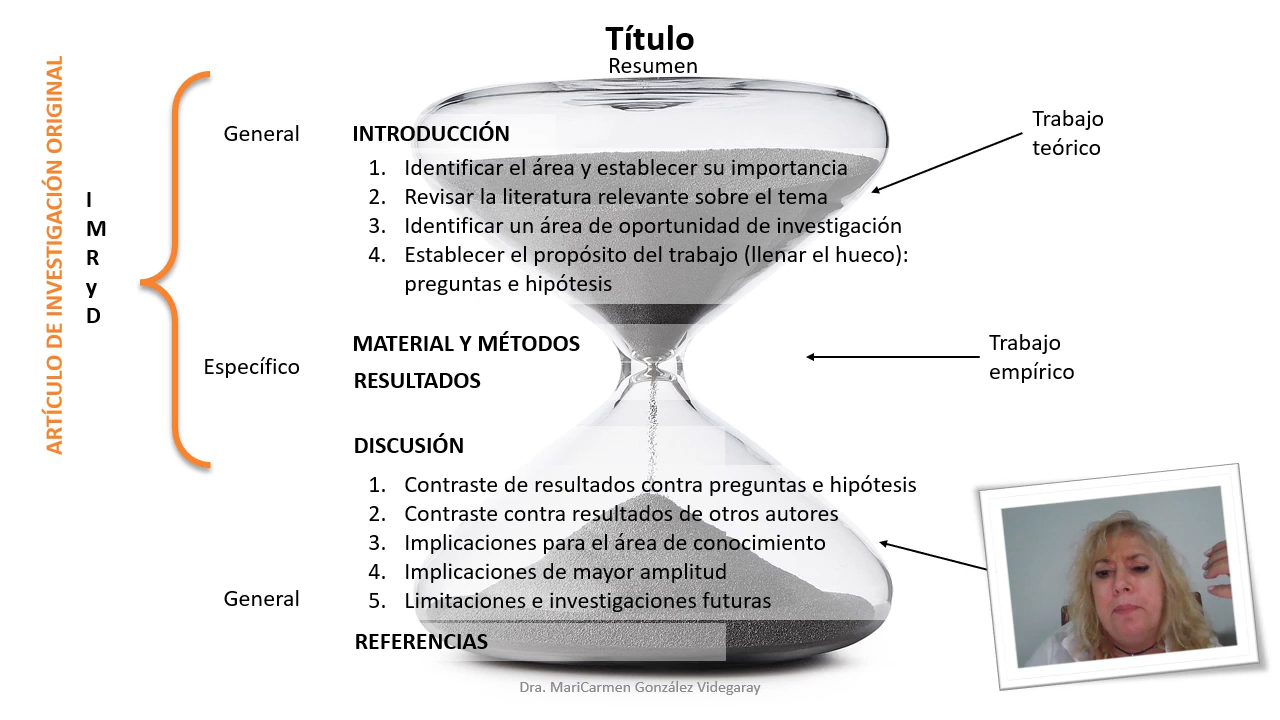 Título
Resumen
ARTÍCULO DE INVESTIGACIÓN ORIGINAL
I
M
R
y
D
General
INTRODUCCIÓN
1. Identificar el área y establecer su importancia
2. Revisar la literatura relevante sobre el tema
3. Identificar un área de oportunidad de investigación
4. Establecer el propósito del trabajo (llenar el hueco):
preguntas e hipótesis
Trabajo
teórico
Específico
MATERIAL Y MÉTODOS
RESULTADOS
Trabajo
empírico
DISCUSIÓN
1. Contraste de resultados contra preguntas e hipótesis
2. Contraste contra resultados de otros autores
3. Implicaciones para el área de conocimiento
4. Implicaciones de mayor amplitud
5. Limitaciones e investigaciones futuras
General
REFERENCIAS
Dra. MariCarmen González Videgaray